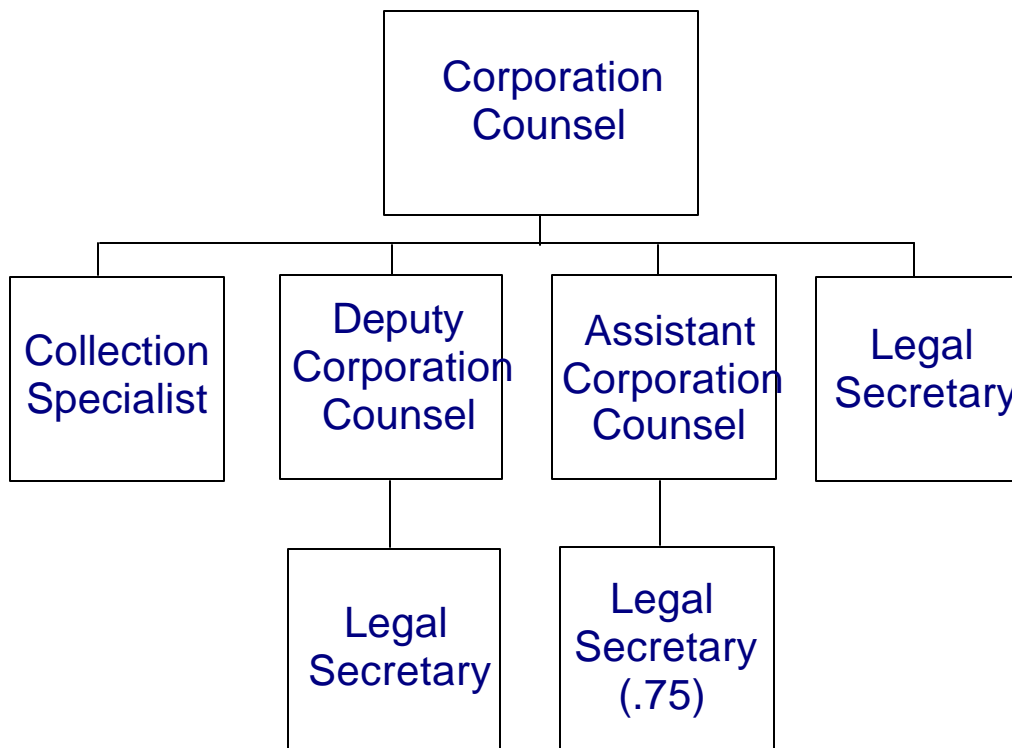 Corporation
Counsel
Collection
Specialist
Deputy
Corporation
Counsel
Assistant
Corporation
Counsel
Legal
Secretary
Legal
Secretary
Legal
Secretary
(.75)